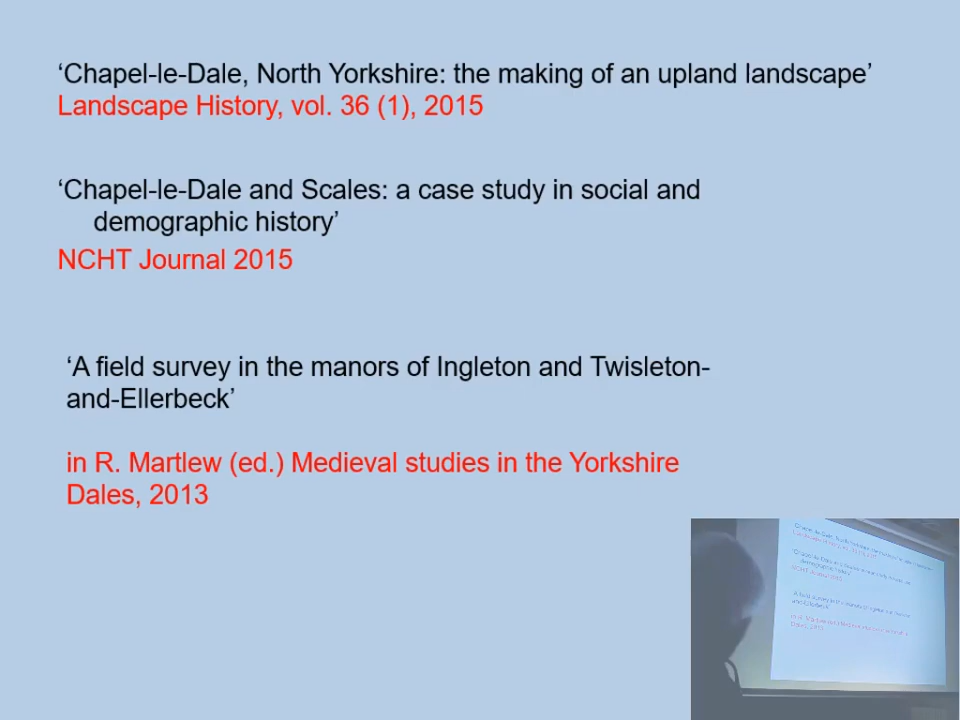 ‘Chapel-le-Dale, North Yorkshire: the making of an upland landscape’
Landscape History, vol. 36 (1), 2015
‘Chapel-le-Dale and Scales: a case study in social and
demographic history’
NCHT Journal 2015
‘A field survey in the manors of Ingleton and Twisleton-
and-Ellerbeck’
in R. Martlew (ed.) Medieval studies in the Yorkshire
Dales, 2013